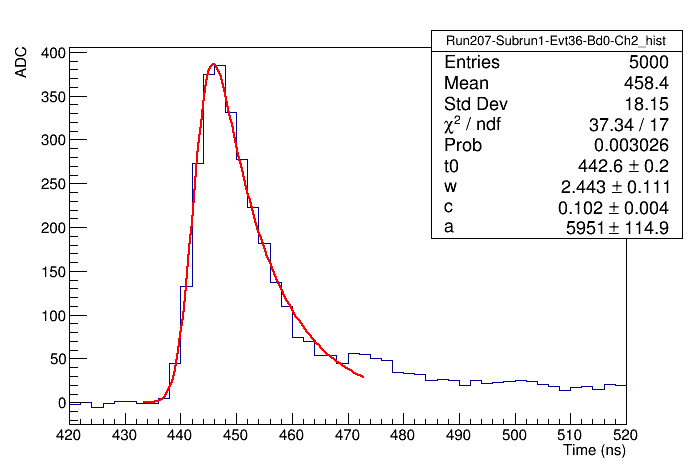 Run207-Subrun1-Evt36-Bd0-Ch2_hist
Entries 5000
Mean 458.4
Std Dev 18.15
χ² / ndf 37.34 / 17
Prob 0.003026
t0 442.6 ± 0.2
w 2.443 ± 0.111
c 0.102 ± 0.004
a 5951 ± 114.9
ADC
400
350
300
250
200
150
100
50
0
420 430 440 450 460 470 480 490 500 510 520
Time (ns)